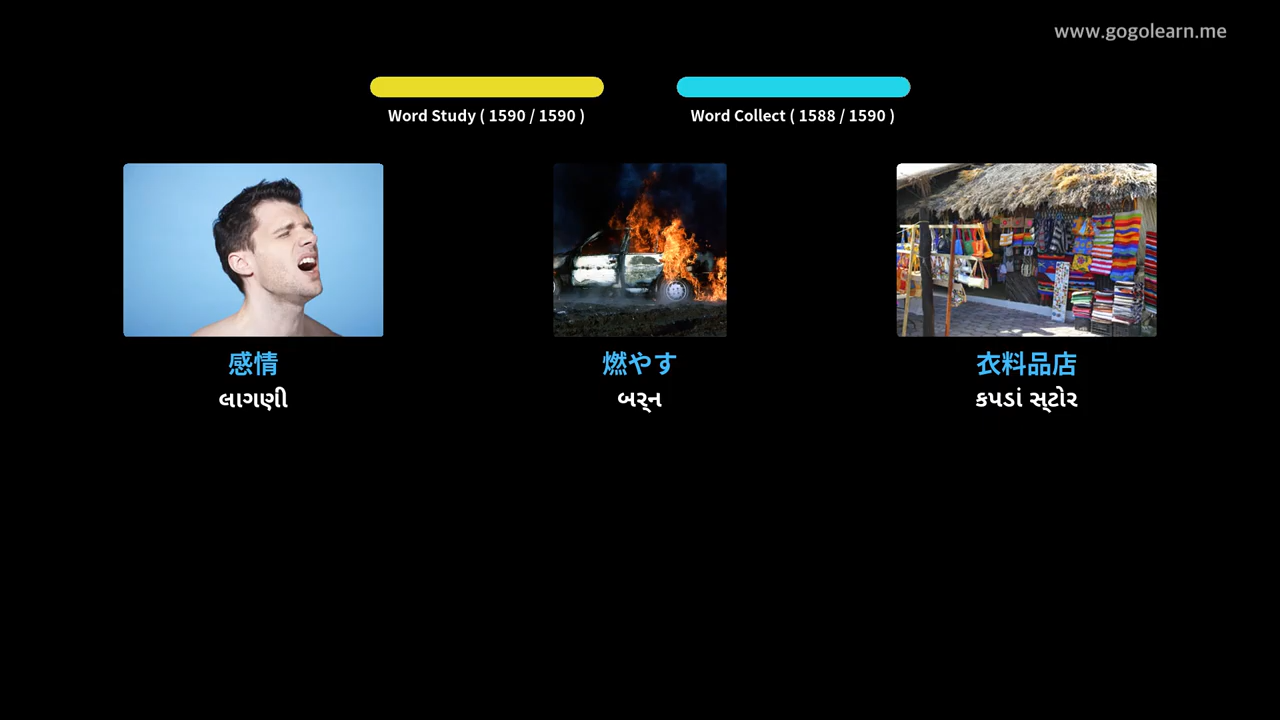 www.gogolearn.me
Word Study ( 1590 / 1590 )
Word Collect ( 1588 / 1590 )
感情
લાગણી
燃やす
બર્ન
衣料品店
કપડાં સ્ટોર